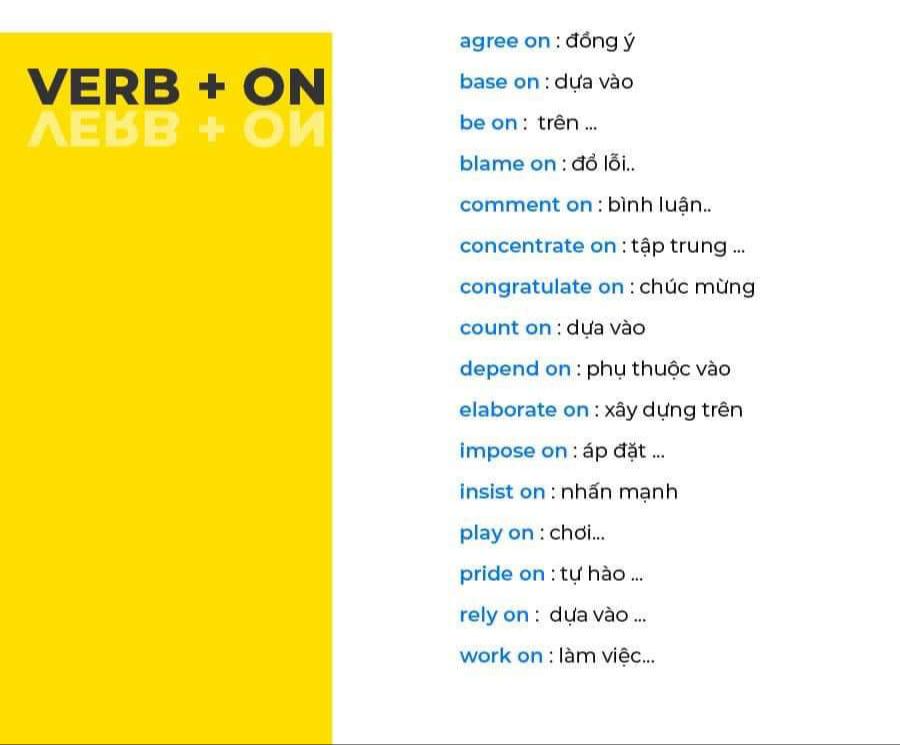 VERB + ON
agree on : đồng ý
base on : dựa vào
be on : trên ...
blame on : đổ lỗi..
comment on : bình luận..
concentrate on : tập trung ...
congratulate on : chúc mừng
count on : dựa vào
depend on : phụ thuộc vào
elaborate on : xây dựng trên
impose on : áp đặt ...
insist on : nhấn mạnh
play on : chơi...
pride on : tự hào ...
rely on : dựa vào ...
work on : làm việc...